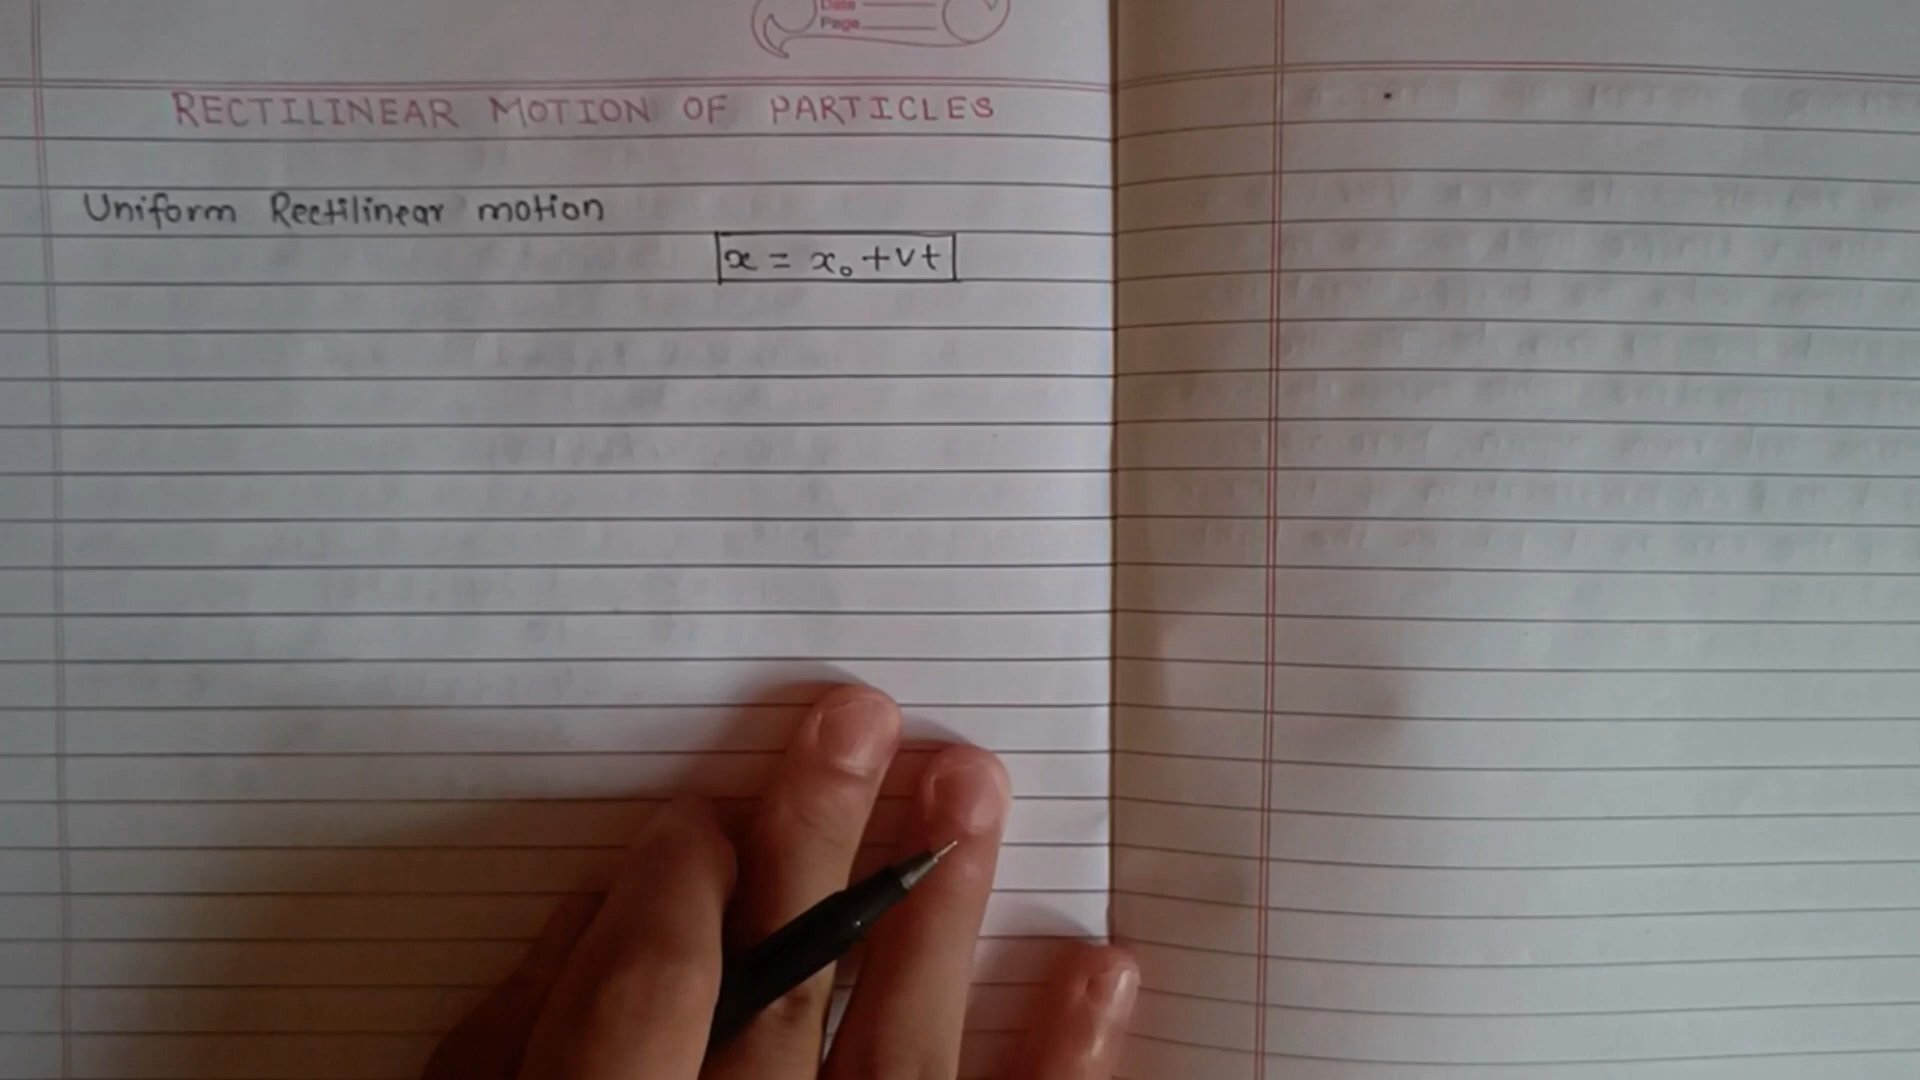 Date
Page
RECTILINEAR MOTION OF PARTICLES
Uniform Rectilinear motion
x = x₀ + vt